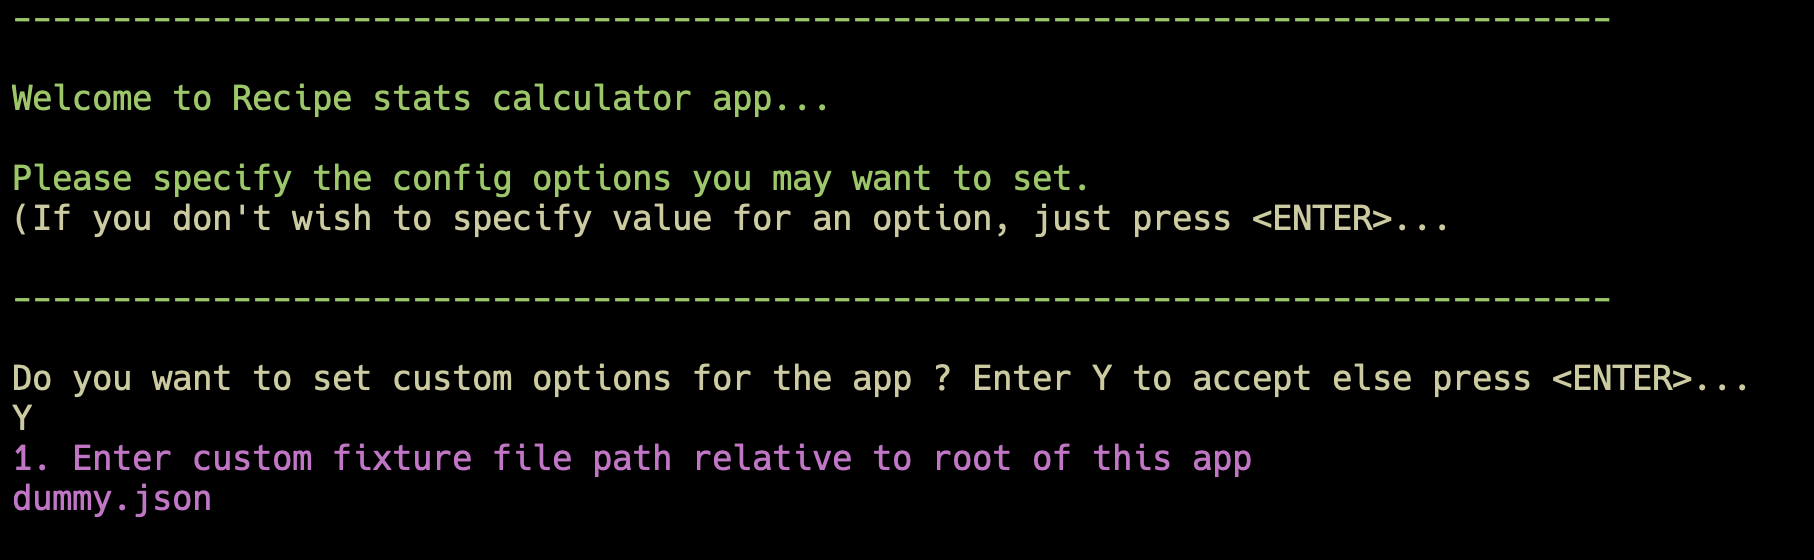 --------------------------------------------------------------------------------
Welcome to Recipe stats calculator app...
Please specify the config options you may want to set.
(If you don't wish to specify value for an option, just press <ENTER>...
--------------------------------------------------------------------------------
Do you want to set custom options for the app ? Enter Y to accept else press <ENTER>...
Y
1. Enter custom fixture file path relative to root of this app
dummy.json